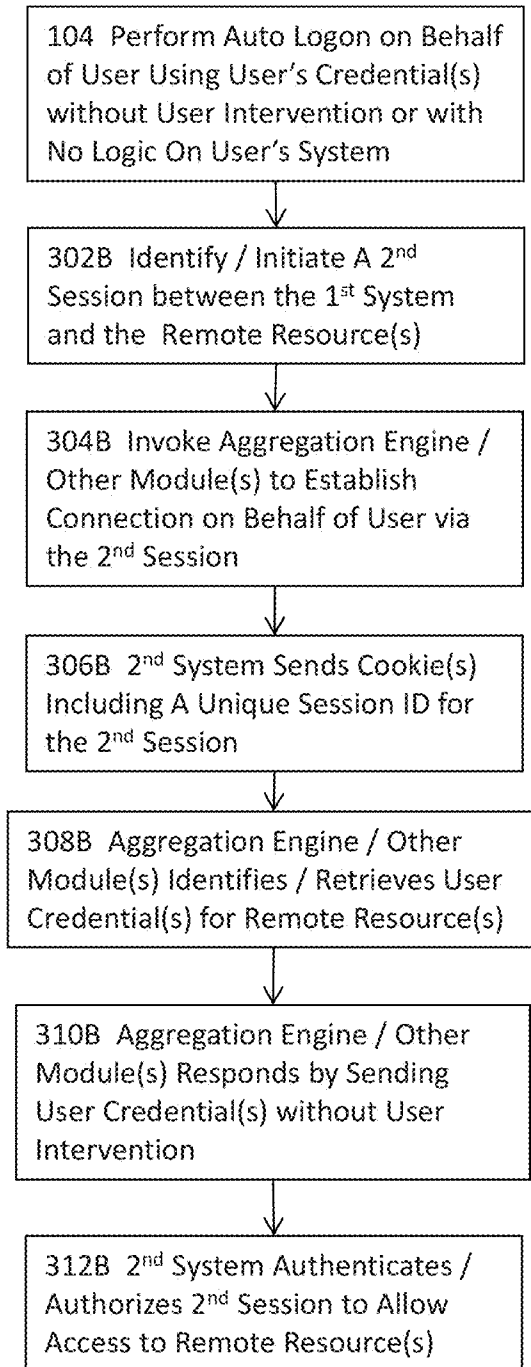 104 Perform Auto Logon on Behalf
of User Using User's Credential(s)
without User Intervention or with
No Logic On User's System
302B Identify / Initiate A 2nd
Session between the 1st System
and the Remote Resource(s)
304B Invoke Aggregation Engine /
Other Module(s) to Establish
Connection on Behalf of User via
the 2nd Session
306B 2nd System Sends Cookie(s)
Including A Unique Session ID for
the 2nd Session
308B Aggregation Engine / Other
Module(s) Identifies / Retrieves User
Credential(s) for Remote Resource(s)
310B Aggregation Engine / Other
Module(s) Responds by Sending
User Credential(s) without User
Intervention
312B 2nd System Authenticates /
Authorizes 2nd Session to Allow
Access to Remote Resource(s)